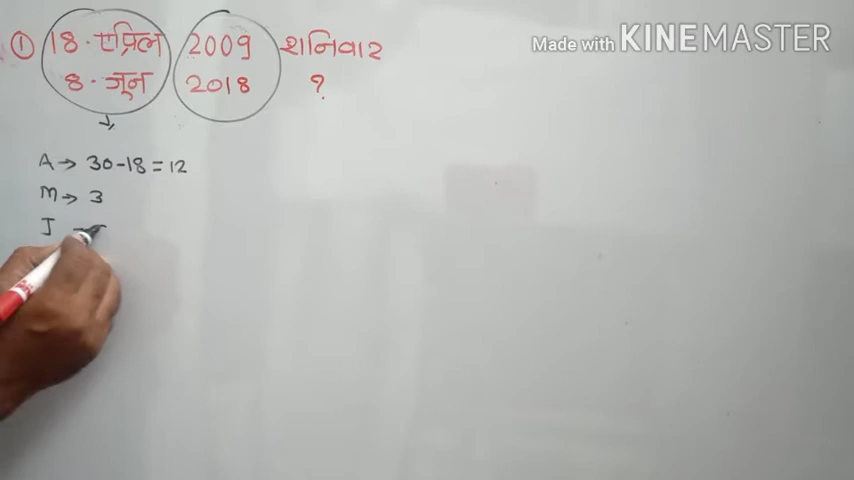 ① 18 · एप्रिल 2009 शनिवार
8 · जून 2018 ?
A → 30-18 = 12
M → 3
J
Made with KINEMASTER